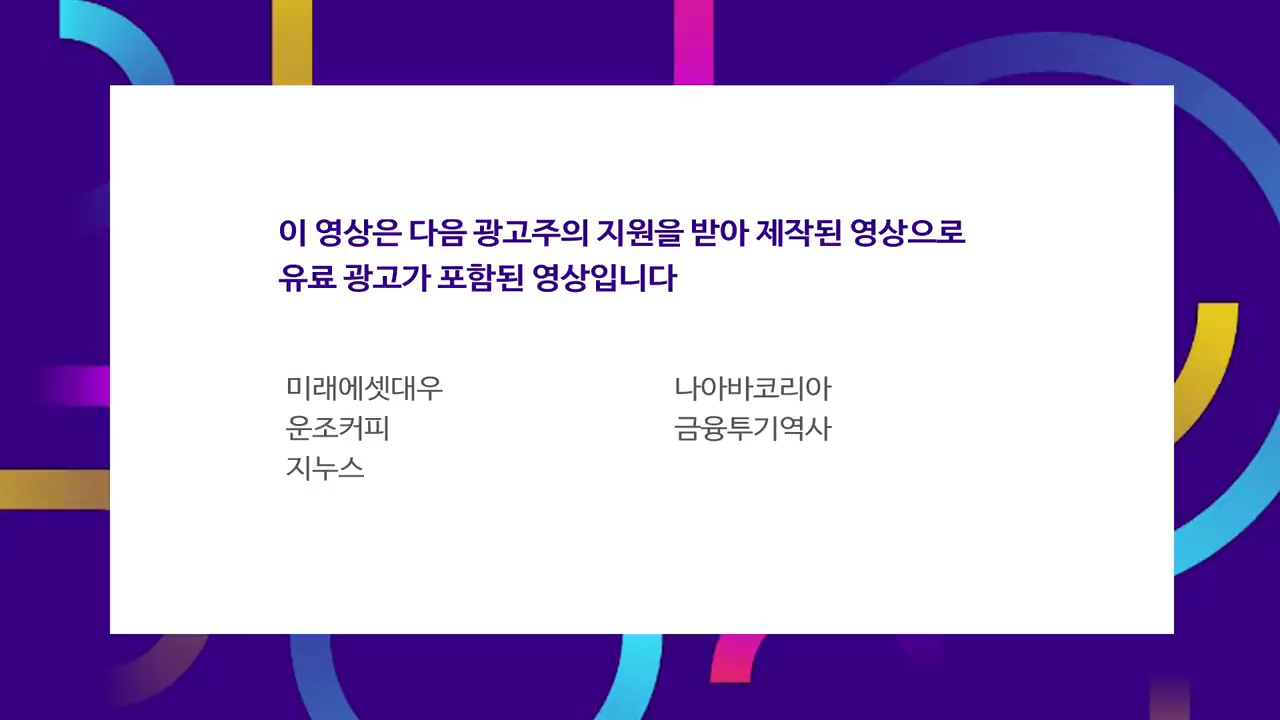 이 영상은 다음 광고주의 지원을 받아 제작된 영상으로
유료 광고가 포함된 영상입니다
미래에셋대우
운조커피
지누스
나아바코리아
금융투기역사